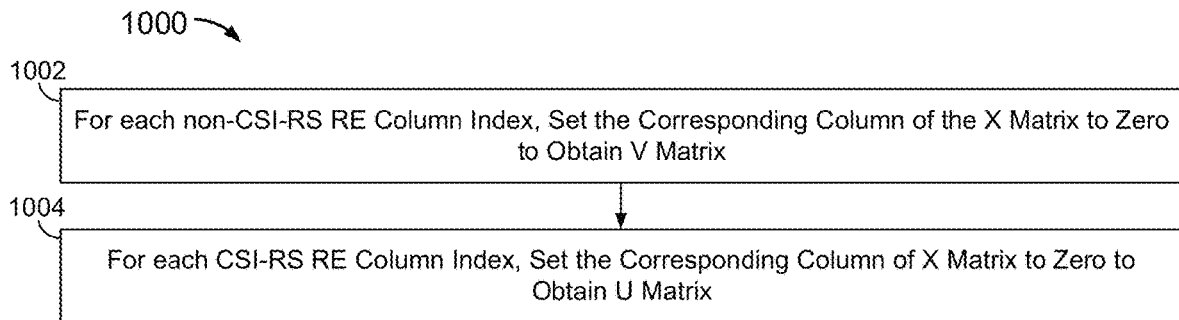 1000
1002
For each non-CSI-RS RE Column Index, Set the Corresponding Column of the X Matrix to Zero
to Obtain V Matrix
1004
For each CSI-RS RE Column Index, Set the Corresponding Column of X Matrix to Zero to
Obtain U Matrix